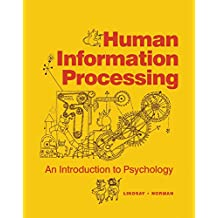 Human
Information
Processing
An Introduction to Psychology
LINDSAY • NORMAN